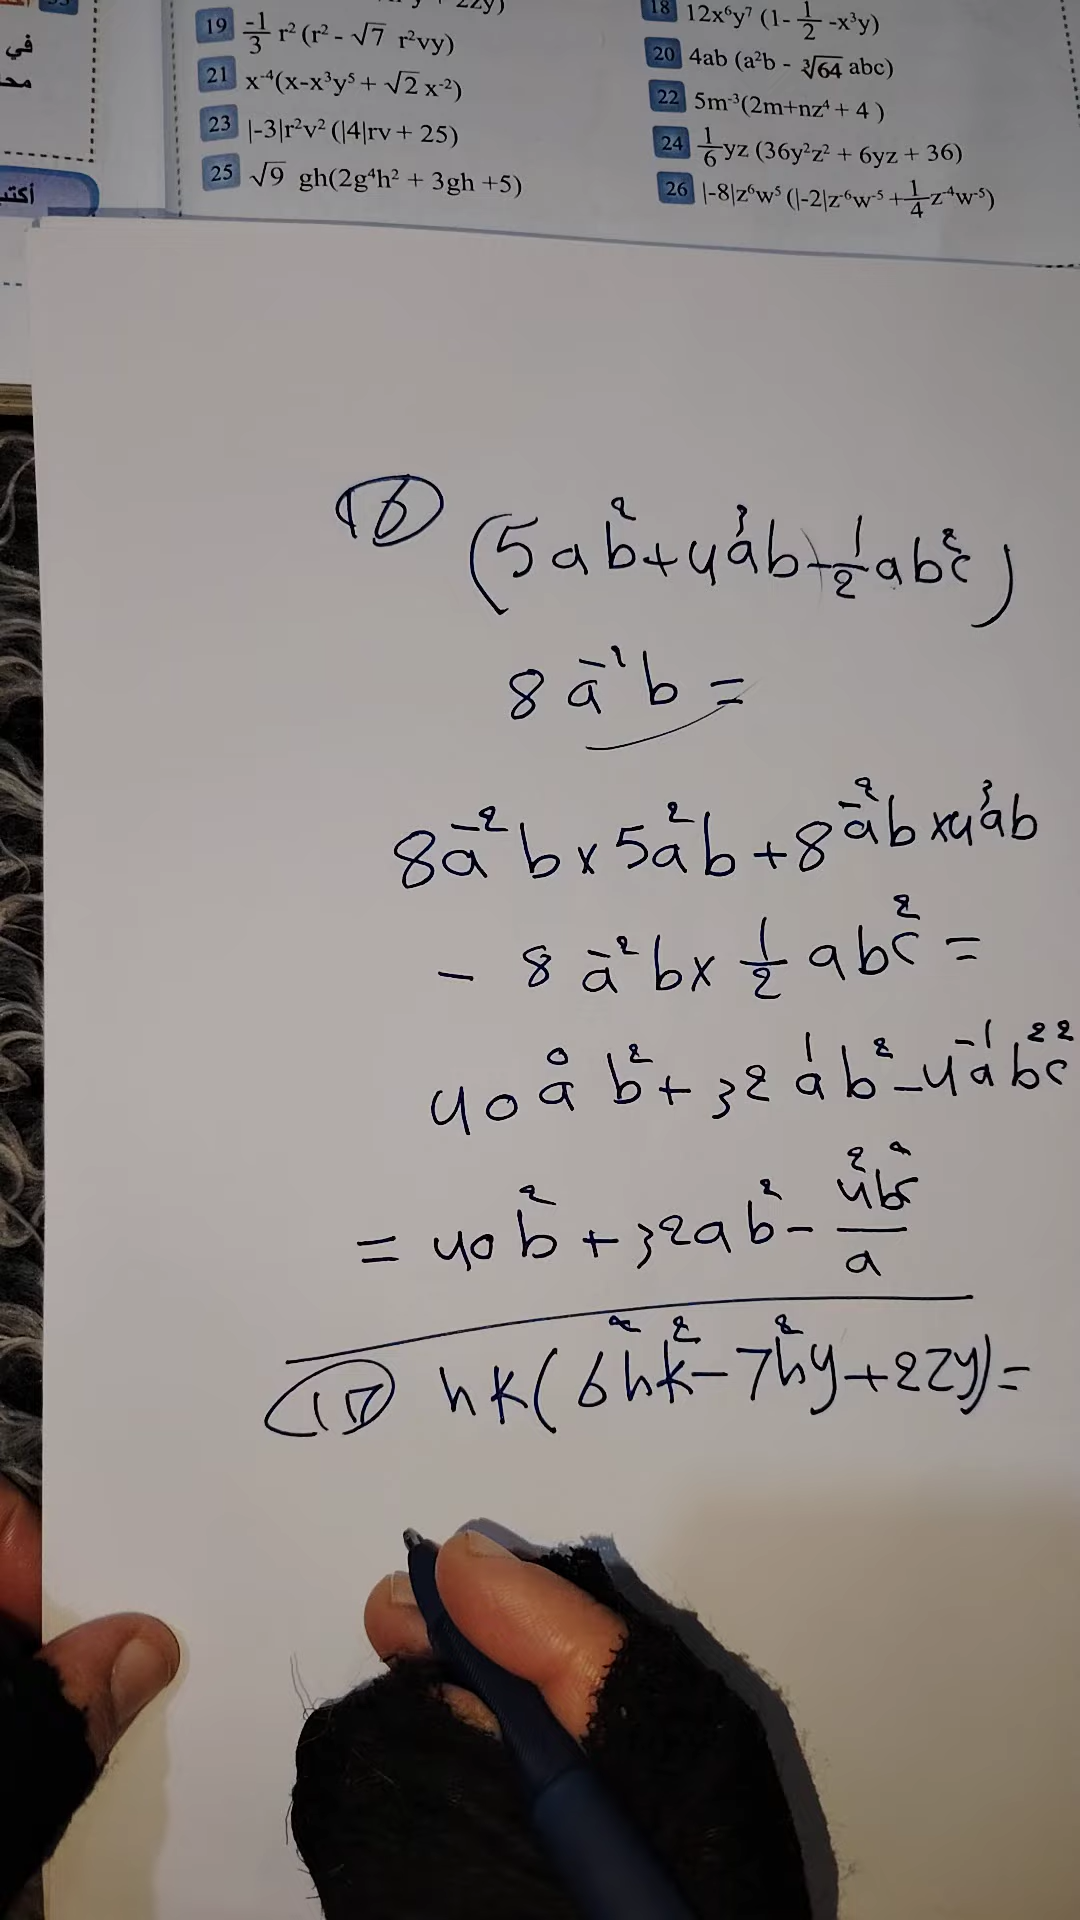 zy)
19 -1/3 r² (r² - √7 r²vy)
21 x⁻⁴(x-x³y⁵ + √2 x⁻²)
23 |-3|r²v² (|4|rv + 25)
25 √9 gh(2g⁴h² + 3gh +5)
18 12x⁶y⁷ (1- 1/2 -x³y)
20 4ab (a²b - ∛64 abc)
22 5m⁻³(2m+nz⁴ + 4 )
24 1/6 yz (36y²z² + 6yz + 36)
26 |-8|z⁶w⁵ (|-2|z⁻⁶w⁻⁵ + 1/4 z⁻⁴w⁻⁵)
في
16 (5ab² + 4a³b - 1/2 abc²)
8a⁻²b =
8a⁻²b × 5a²b + 8a⁻²b × 4a³b
- 8a⁻²b × 1/2 abc² =
40a⁰b² + 32a¹b² - 4a⁻¹b²c²
= 40b² + 32ab² - 4b²c²/a
17 hk(6h²k² - 7h²y + 2zy) =